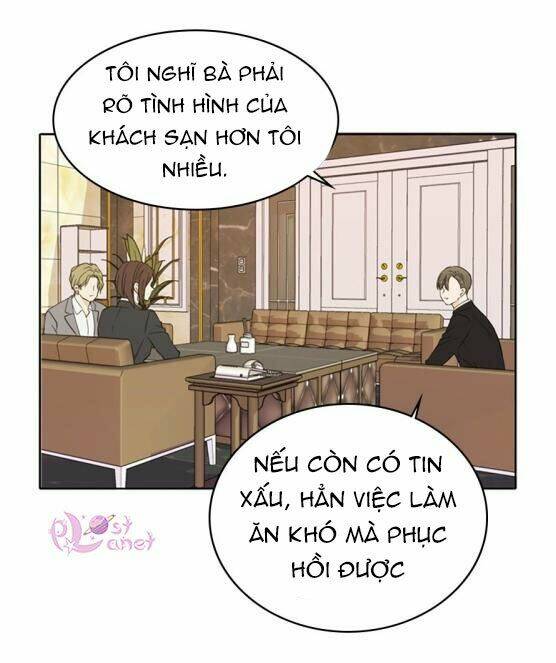 TÔI NGHĨ BÀ PHẢI
RÕ TÌNH HÌNH CỦA
KHÁCH SẠN HƠN TÔI
NHIỀU.
NẾU CÒN CÓ TIN
XẤU, HẲN VIỆC LÀM
ĂN KHÓ MÀ PHỤC
HỒI ĐƯỢC
Lost
Planet